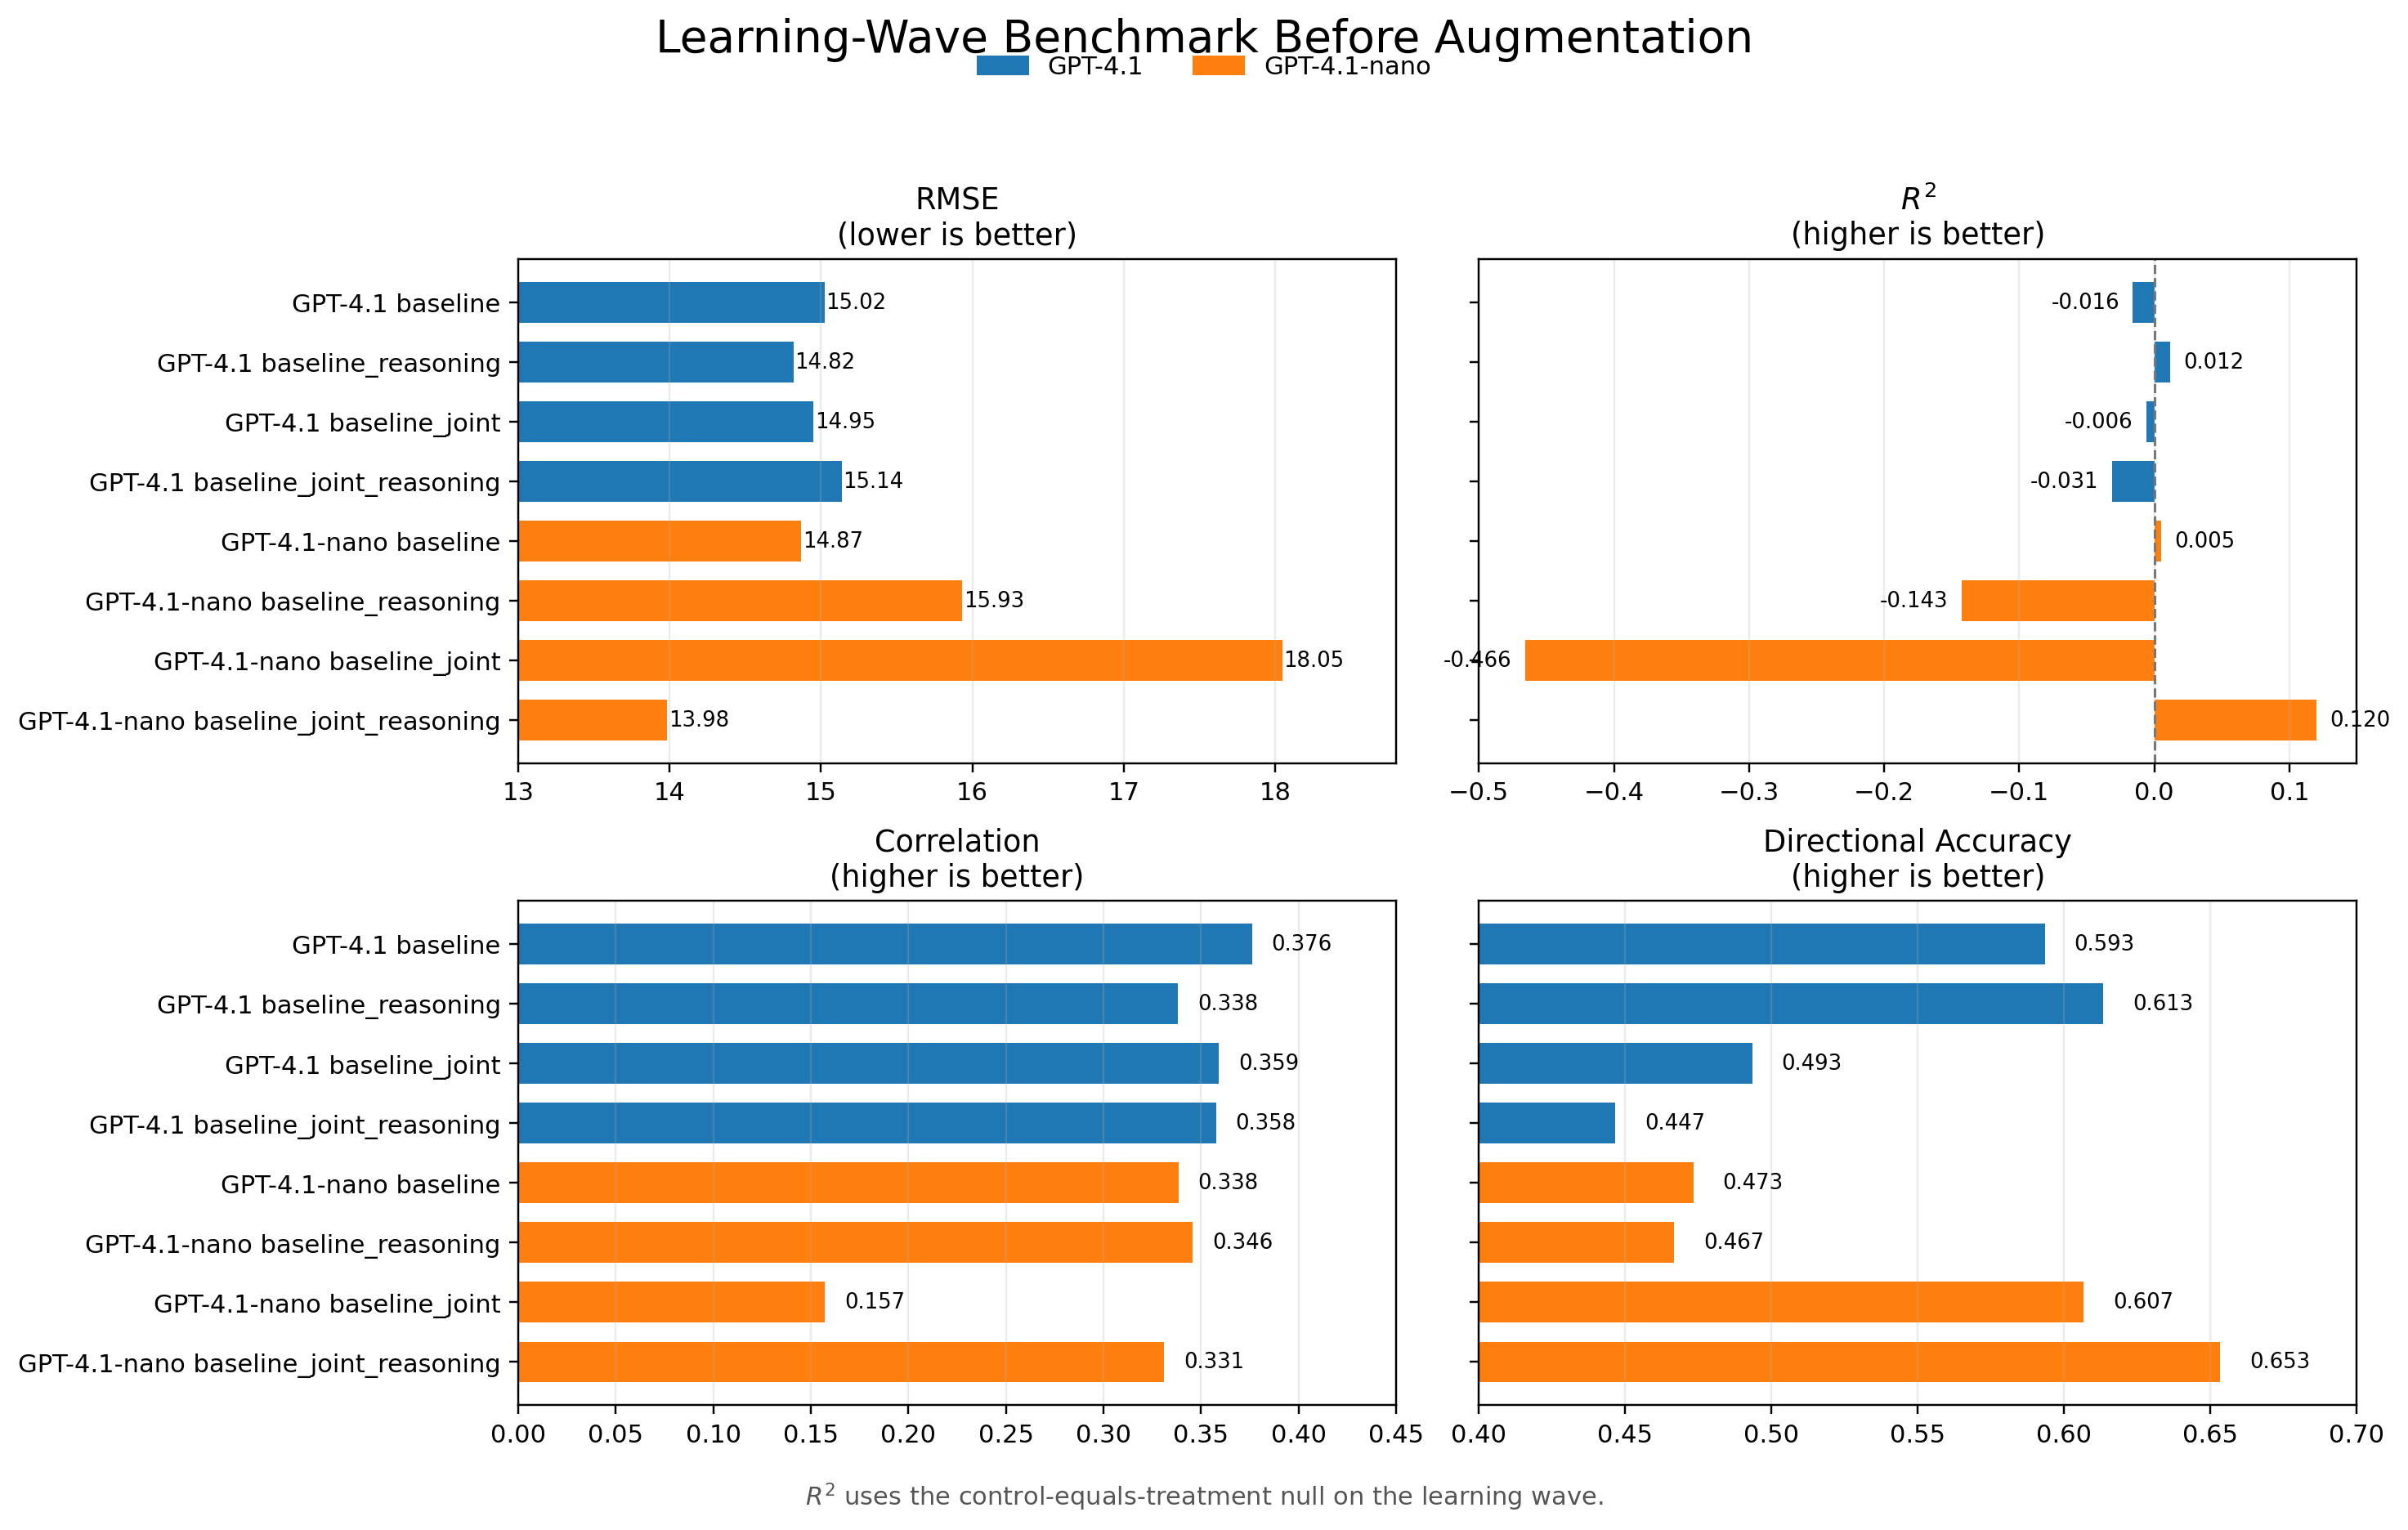 Learning-Wave Benchmark Before Augmentation
GPT-4.1 GPT-4.1-nano
RMSE
(lower is better)
GPT-4.1 baseline 15.02
GPT-4.1 baseline_reasoning 14.82
GPT-4.1 baseline_joint 14.95
GPT-4.1 baseline_joint_reasoning 15.14
GPT-4.1-nano baseline 14.87
GPT-4.1-nano baseline_reasoning 15.93
GPT-4.1-nano baseline_joint 18.05
GPT-4.1-nano baseline_joint_reasoning 13.98
13 14 15 16 17 18
R²
(higher is better)
-0.016
0.012
-0.006
-0.031
0.005
-0.143
-0.466
0.120
−0.5 −0.4 −0.3 −0.2 −0.1 0.0 0.1
Correlation
(higher is better)
GPT-4.1 baseline 0.376
GPT-4.1 baseline_reasoning 0.338
GPT-4.1 baseline_joint 0.359
GPT-4.1 baseline_joint_reasoning 0.358
GPT-4.1-nano baseline 0.338
GPT-4.1-nano baseline_reasoning 0.346
GPT-4.1-nano baseline_joint 0.157
GPT-4.1-nano baseline_joint_reasoning 0.331
0.00 0.05 0.10 0.15 0.20 0.25 0.30 0.35 0.40 0.45
Directional Accuracy
(higher is better)
0.593
0.613
0.493
0.447
0.473
0.467
0.607
0.653
0.40 0.45 0.50 0.55 0.60 0.65 0.70
R² uses the control-equals-treatment null on the learning wave.